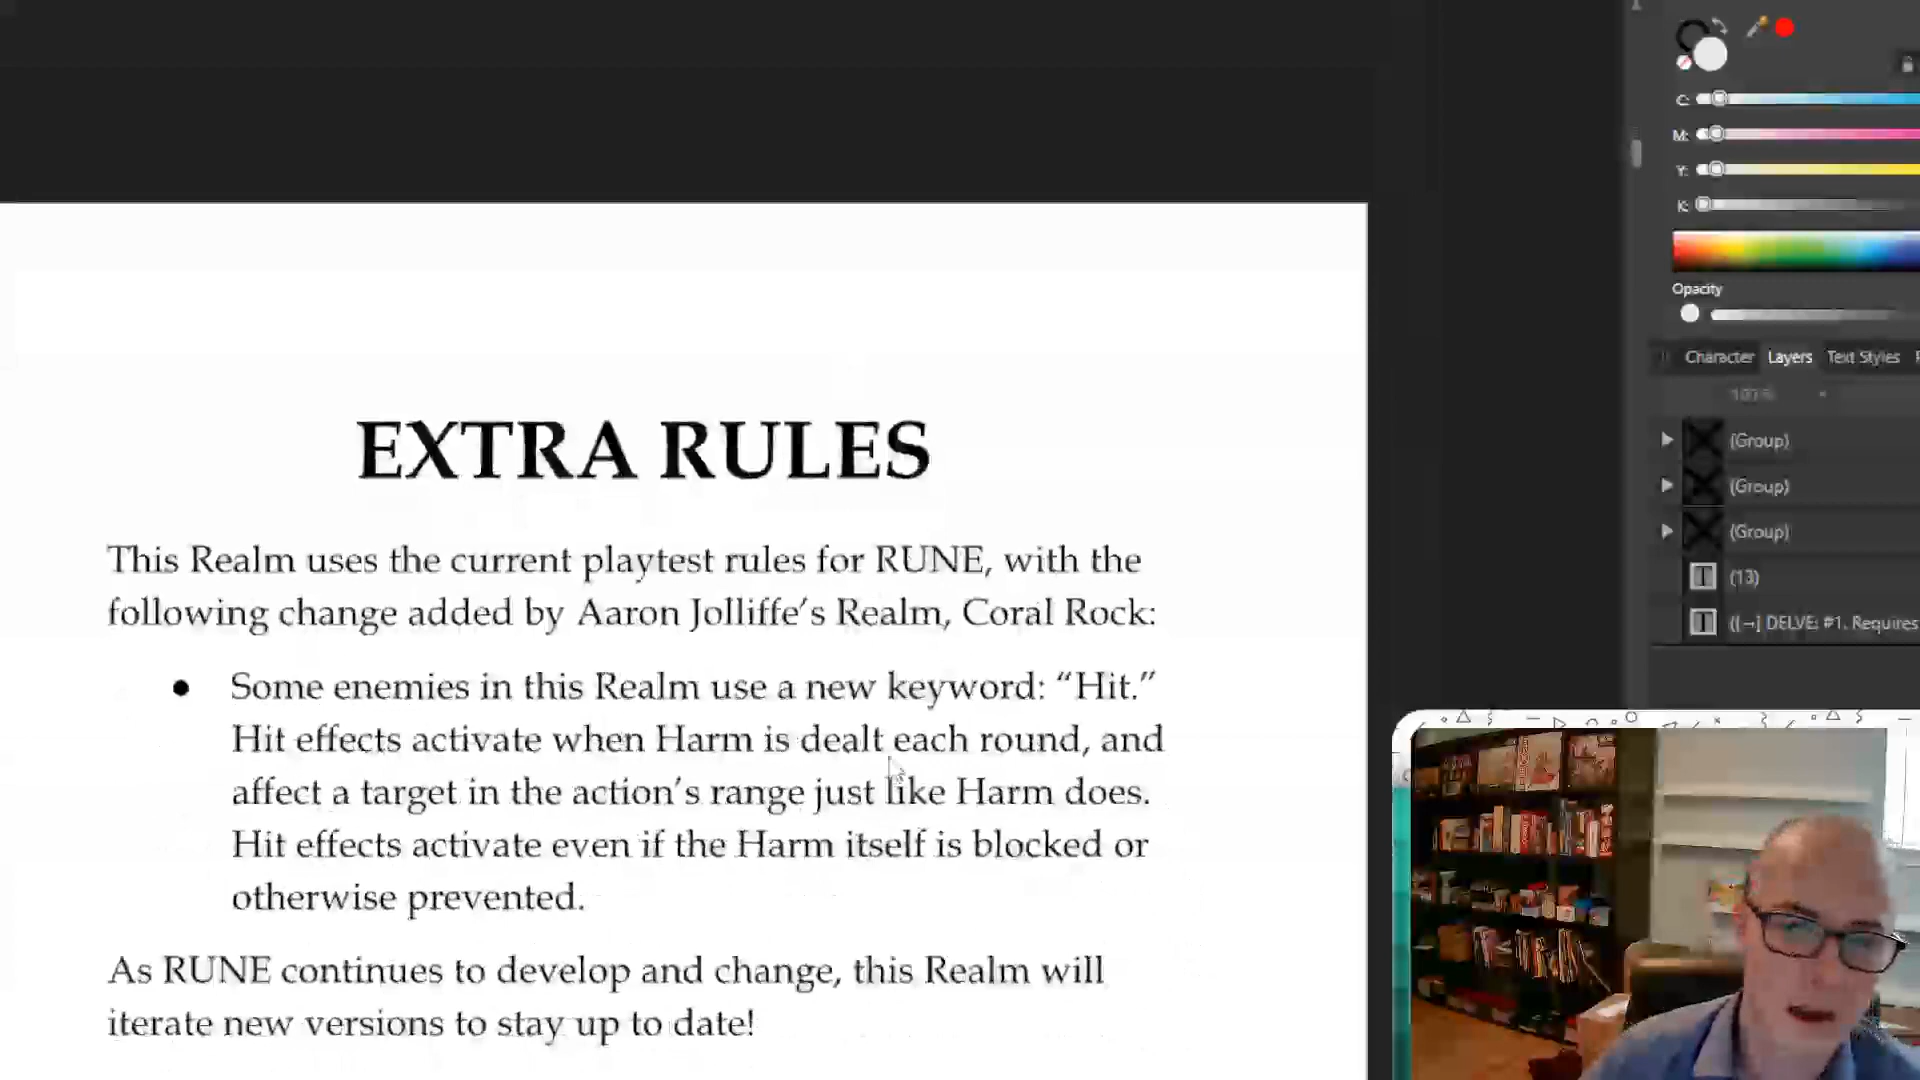 C:
M:
Y:
K:
Opacity
Character Layers Text Styles
100 %
(Group)
(Group)
(Group)
(13)
([→] DELVE: #1. Requires
EXTRA RULES
This Realm uses the current playtest rules for RUNE, with the
following change added by Aaron Jolliffe’s Realm, Coral Rock:
● Some enemies in this Realm use a new keyword: “Hit.”
Hit effects activate when Harm is dealt each round, and
affect a target in the action’s range just like Harm does.
Hit effects activate even if the Harm itself is blocked or
otherwise prevented.
As RUNE continues to develop and change, this Realm will
iterate new versions to stay up to date!